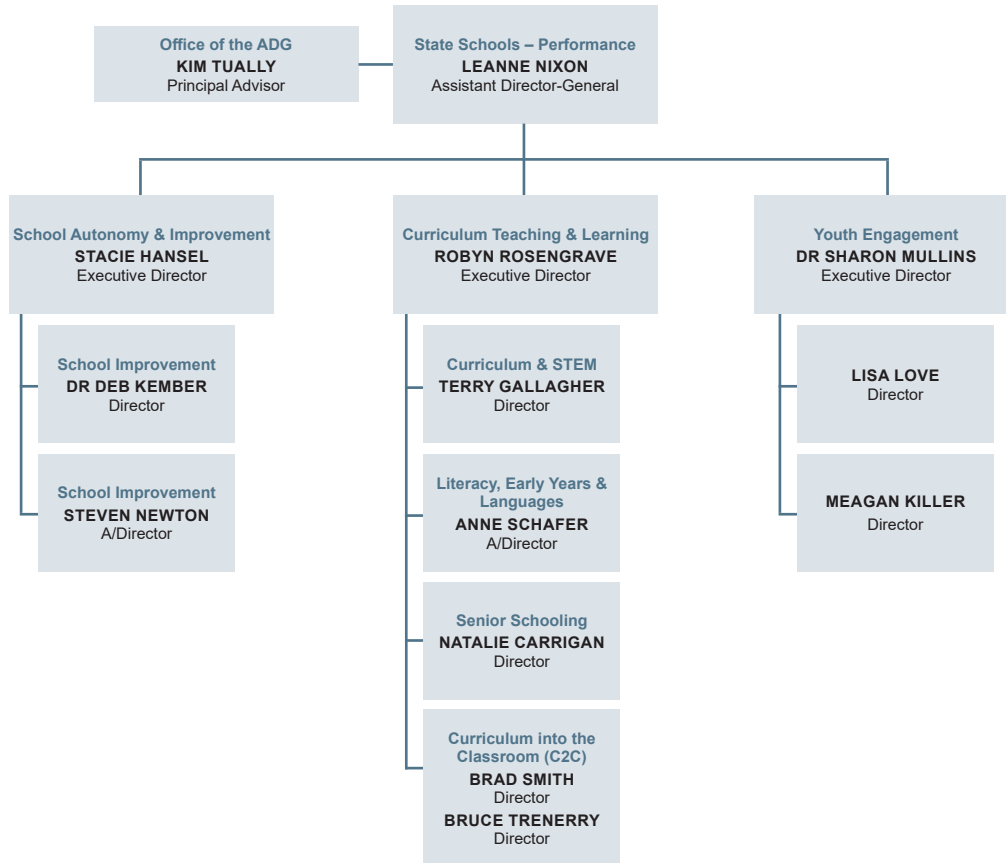 Office of the ADG
KIM TUALLY
Principal Advisor
State Schools – Performance
LEANNE NIXON
Assistant Director-General
School Autonomy & Improvement
STACIE HANSEL
Executive Director
School Improvement
DR DEB KEMBER
Director
School Improvement
STEVEN NEWTON
A/Director
Curriculum Teaching & Learning
ROBYN ROSENGRAVE
Executive Director
Curriculum & STEM
TERRY GALLAGHER
Director
Literacy, Early Years &
Languages
ANNE SCHAFER
A/Director
Senior Schooling
NATALIE CARRIGAN
Director
Curriculum into the
Classroom (C2C)
BRAD SMITH
Director
BRUCE TRENERRY
Director
Youth Engagement
DR SHARON MULLINS
Executive Director
LISA LOVE
Director
MEAGAN KILLER
Director